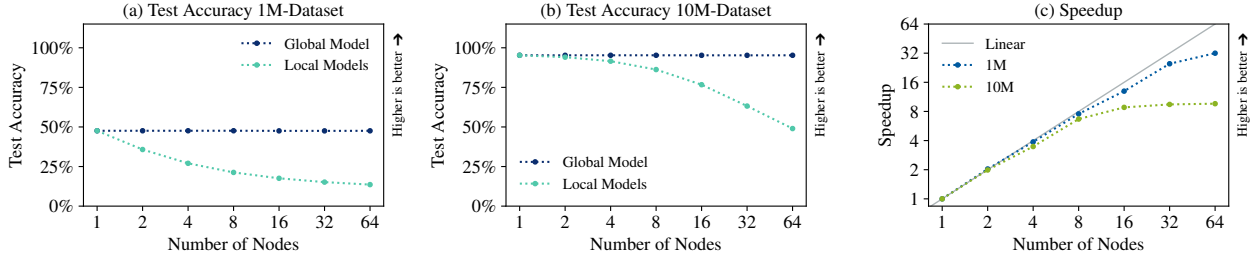 (a) Test Accuracy 1M-Dataset
Test Accuracy
100%
75%
50%
25%
0%
Global Model
Local Models
1 2 4 8 16 32 64
Number of Nodes
Higher is better →
(b) Test Accuracy 10M-Dataset
Test Accuracy
100%
75%
50%
25%
0%
Global Model
Local Models
1 2 4 8 16 32 64
Number of Nodes
Higher is better →
(c) Speedup
Speedup
64
32
16
8
4
2
1
Linear
1M
10M
1 2 4 8 16 32 64
Number of Nodes
Higher is better →